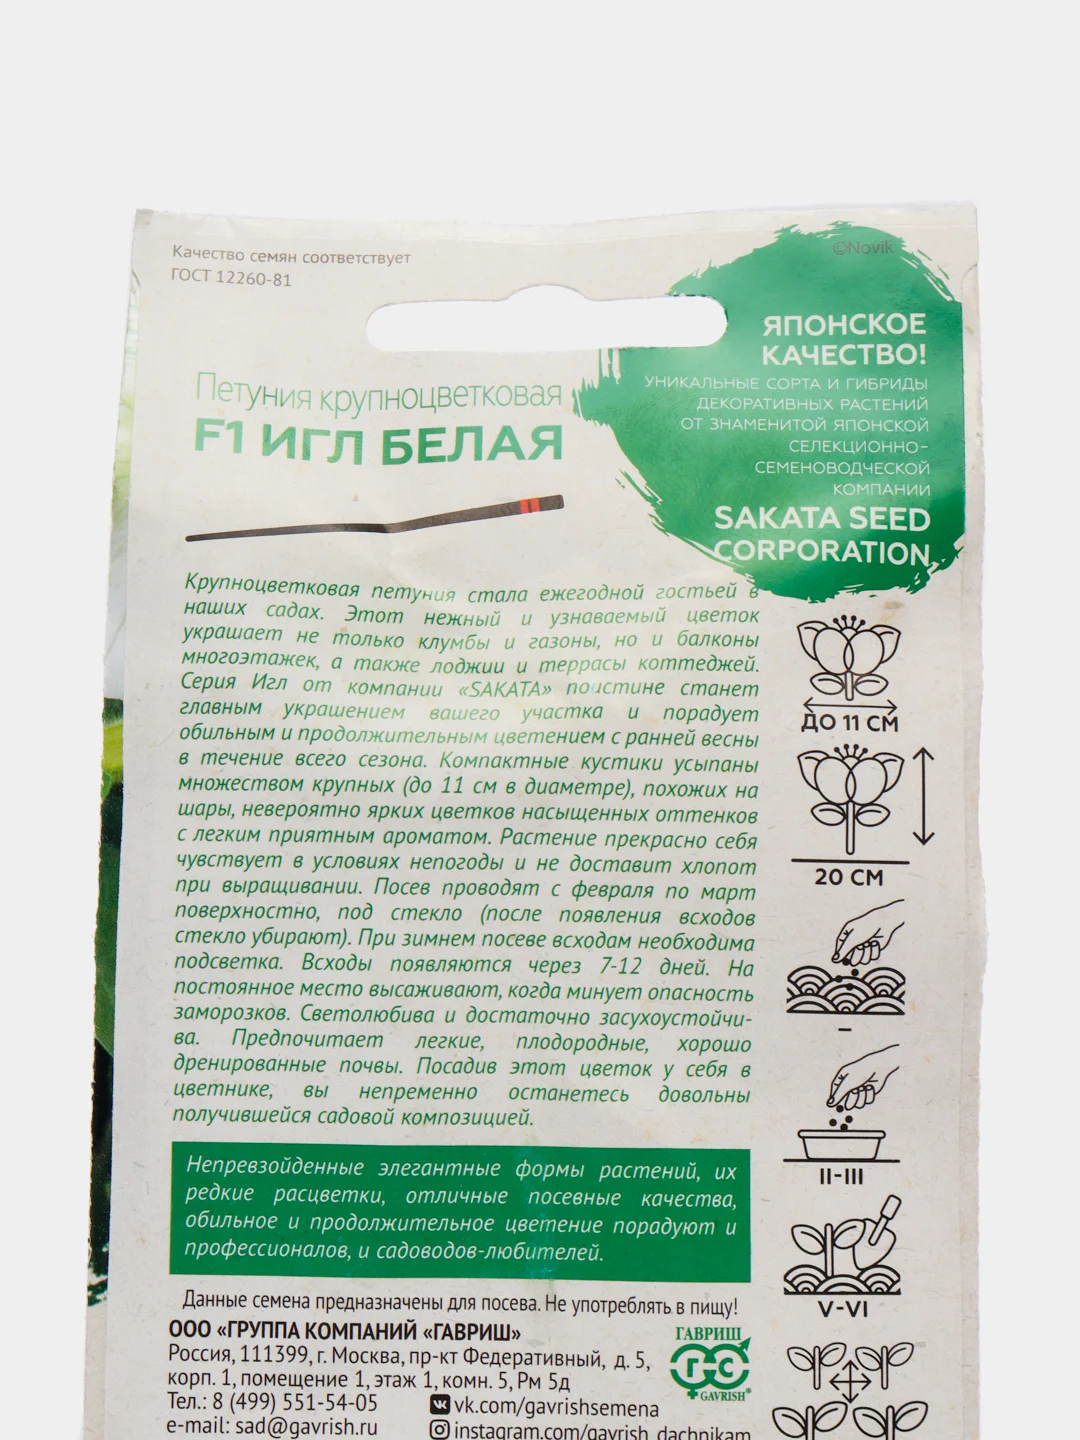 Качество семян соответствует
ГОСТ 12260-81
©Novik
ЯПОНСКОЕ
КАЧЕСТВО!
УНИКАЛЬНЫЕ СОРТА И ГИБРИДЫ
ДЕКОРАТИВНЫХ РАСТЕНИЙ
ОТ ЗНАМЕНИТОЙ ЯПОНСКОЙ
СЕЛЕКЦИОННО-
СЕМЕНОВОДЧЕСКОЙ
КОМПАНИИ
SAKATA SEED
CORPORATION
Петуния крупноцветковая
F1 ИГЛ БЕЛАЯ
Крупноцветковая петуния стала ежегодной гостьей в
наших садах. Этот нежный и узнаваемый цветок
украшает не только клумбы и газоны, но и балконы
многоэтажек, а также лоджии и террасы коттеджей.
Серия Игл от компании «SAKATA» поистине станет
главным украшением вашего участка и порадует
обильным и продолжительным цветением с ранней весны
в течение всего сезона. Компактные кустики усыпаны
множеством крупных (до 11 см в диаметре), похожих на
шары, невероятно ярких цветков насыщенных оттенков
с легким приятным ароматом. Растение прекрасно себя
чувствует в условиях непогоды и не доставит хлопот
при выращивании. Посев проводят с февраля по март
поверхностно, под стекло (после появления всходов
стекло убирают). При зимнем посеве всходам необходима
подсветка. Всходы появляются через 7-12 дней. На
постоянное место высаживают, когда минует опасность
заморозков. Светолюбива и достаточно засухоустойчи-
ва. Предпочитает легкие, плодородные, хорошо
дренированные почвы. Посадив этот цветок у себя в
цветнике, вы непременно останетесь довольны
получившейся садовой композицией.
ДО 11 СМ
20 СМ
–
II-III
V-VI
Непревзойденные элегантные формы растений, их
редкие расцветки, отличные посевные качества,
обильное и продолжительное цветение порадуют и
профессионалов, и садоводов-любителей.
Данные семена предназначены для посева. Не употреблять в пищу!
ООО «ГРУППА КОМПАНИЙ «ГАВРИШ»
Россия, 111399, г. Москва, пр-кт Федеративный, д. 5,
корп. 1, помещение 1, этаж 1, комн. 5, Рм 5д
Тел.: 8 (499) 551-54-05
e-mail: sad@gavrish.ru
vk.com/gavrishsemena
instagram.com/gavrish_dachnikam
ГАВРИШ
Г С
GAVRISH®